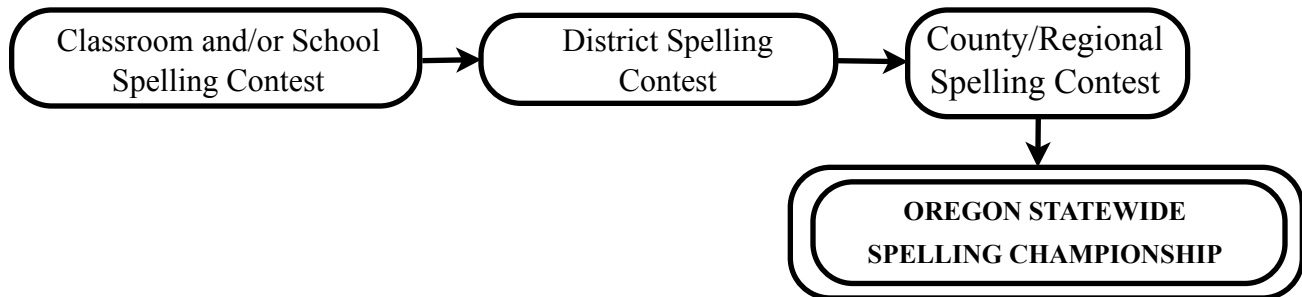 Classroom and/or School
Spelling Contest
District Spelling
Contest
County/Regional
Spelling Contest
OREGON STATEWIDE
SPELLING CHAMPIONSHIP